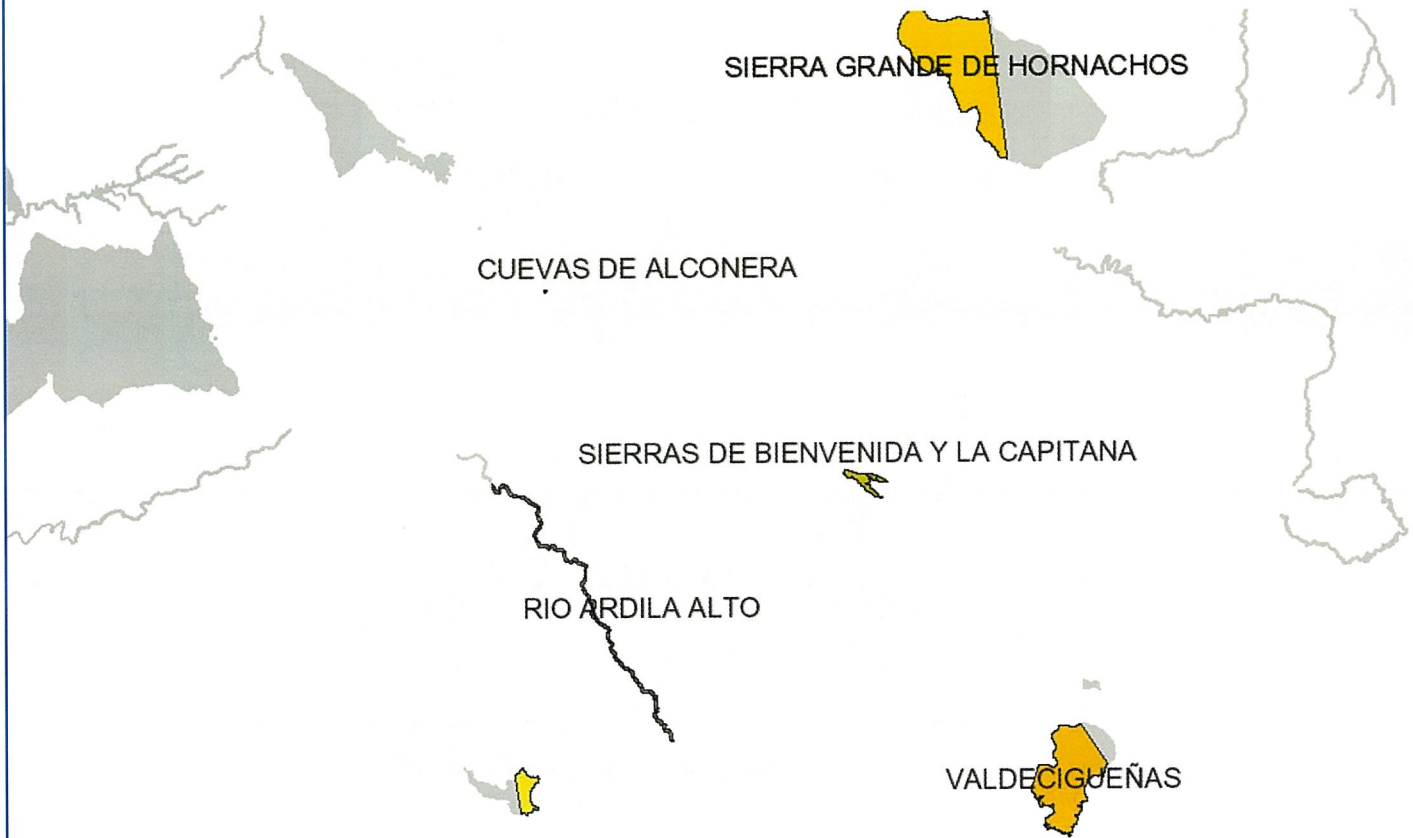 SIERRA GRANDE DE HORNACHOS
CUEVAS DE ALCONERA
SIERRAS DE BIENVENIDA Y LA CAPITANA
RIO ARDILA ALTO
VALDECIGUEÑAS